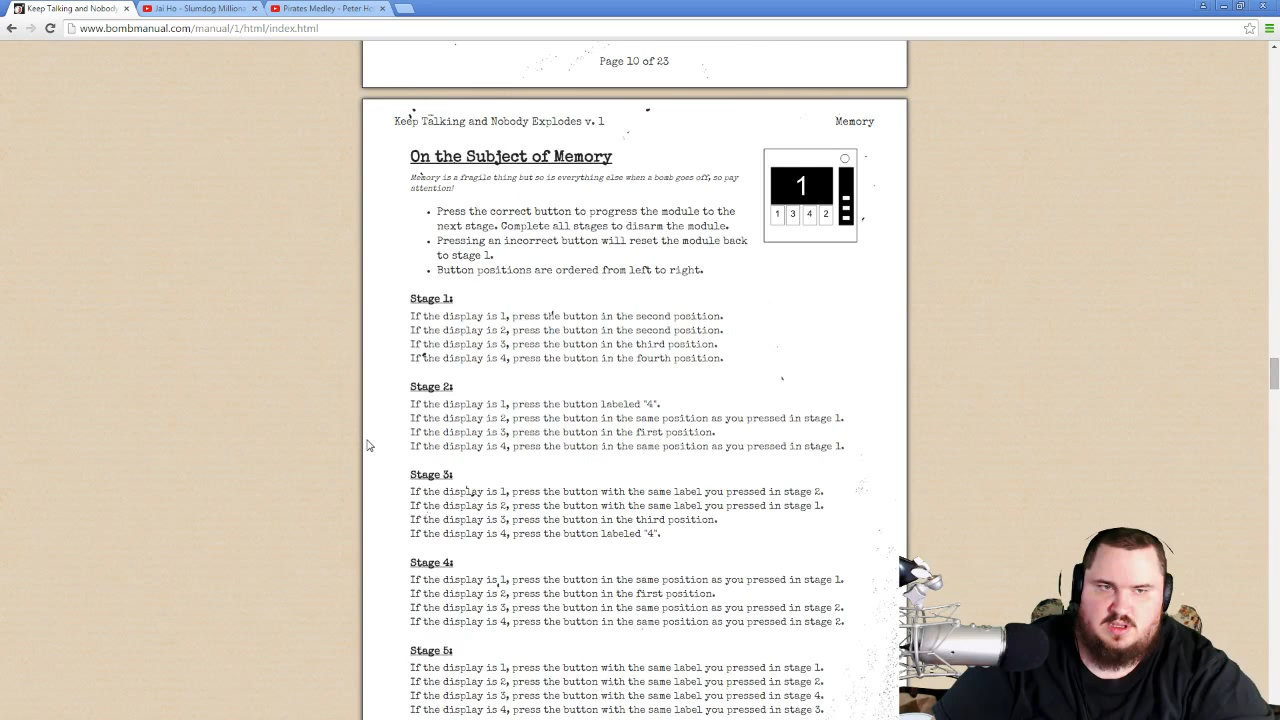 Keep Talking and Nobody
Jai Ho - Slumdog Million
Pirates Medley - Peter Ho
www.bombmanual.com/manual/1/html/index.html
Page 10 of 23
Keep Talking and Nobody Explodes v. 1
Memory
On the Subject of Memory
Memory is a fragile thing but so is everything else when a bomb goes off, so pay
attention!
1
1 3 4 2
• Press the correct button to progress the module to the
next stage. Complete all stages to disarm the module.
• Pressing an incorrect button will reset the module back
to stage 1.
• Button positions are ordered from left to right.
Stage 1:
If the display is 1, press the button in the second position.
If the display is 2, press the button in the second position.
If the display is 3, press the button in the third position.
If the display is 4, press the button in the fourth position.
Stage 2:
If the display is 1, press the button labeled "4".
If the display is 2, press the button in the same position as you pressed in stage 1.
If the display is 3, press the button in the first position.
If the display is 4, press the button in the same position as you pressed in stage 1.
Stage 3:
If the display is 1, press the button with the same label you pressed in stage 2.
If the display is 2, press the button with the same label you pressed in stage 1.
If the display is 3, press the button in the third position.
If the display is 4, press the button labeled "4".
Stage 4:
If the display is 1, press the button in the same position as you pressed in stage 1.
If the display is 2, press the button in the first position.
If the display is 3, press the button in the same position as you pressed in stage 2.
If the display is 4, press the button in the same position as you pressed in stage 2.
Stage 5:
If the display is 1, press the button with the same label you pressed in stage 1.
If the display is 2, press the button with the same label you pressed in stage 2.
If the display is 3, press the button with the same label you pressed in stage 4.
If the display is 4, press the button with the same label you pressed in stage 3.